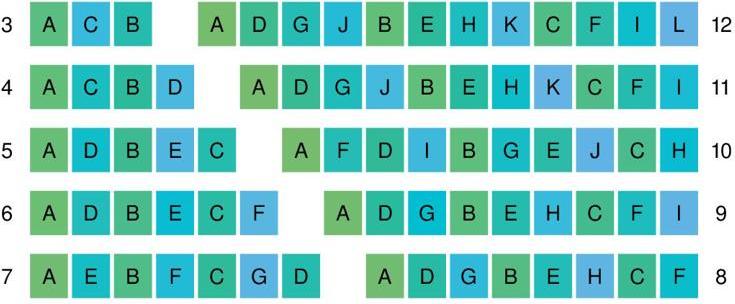 3 A C B A D G J B E H K C F I L 12
4 A C B D A D G J B E H K C F I 11
5 A D B E C A F D I B G E J C H 10
6 A D B E C F A D G B E H C F I 9
7 A E B F C G D A D G B E H C F 8